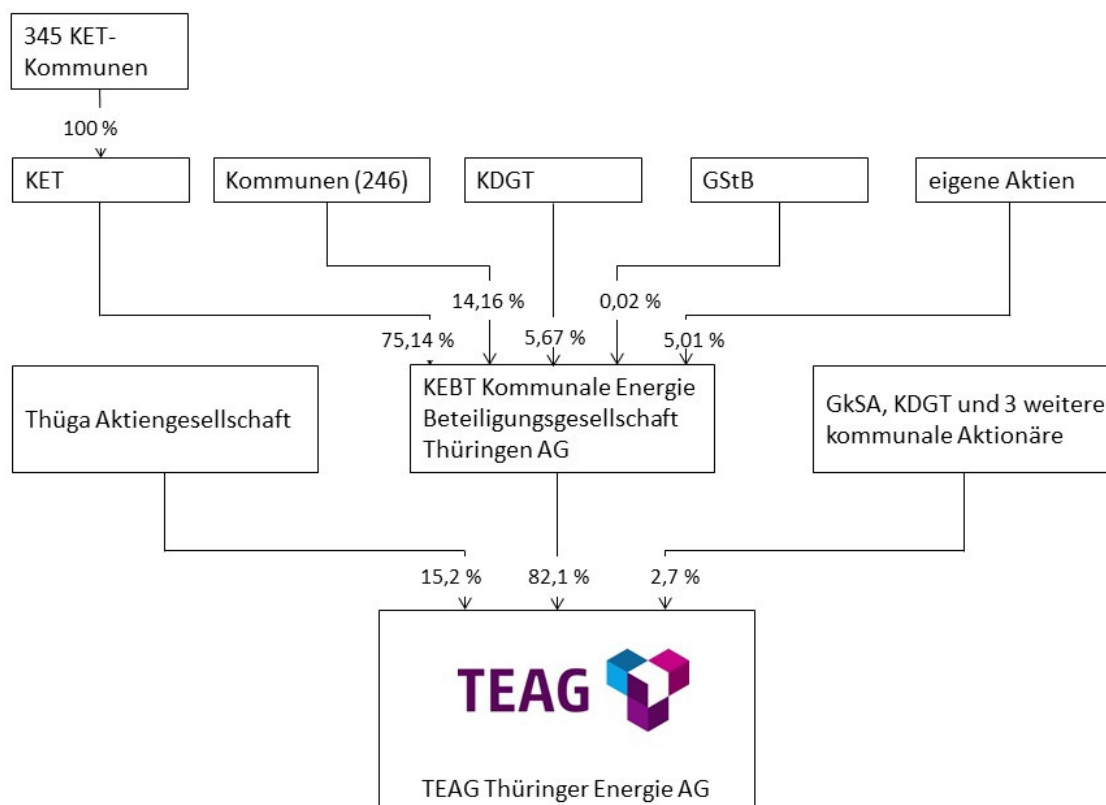 345 KET-
Kommunen
100 %
KET
Kommunen (246)
KDGT
GStB
eigene Aktien
14,16 %
0,02 %
75,14 %
5,67 %
5,01 %
Thüga Aktiengesellschaft
KEBT Kommunale Energie
Beteiligungsgesellschaft
Thüringen AG
GkSA, KDGT und 3 weitere
kommunale Aktionäre
15,2 %
82,1 %
2,7 %
TEAG
TEAG Thüringer Energie AG